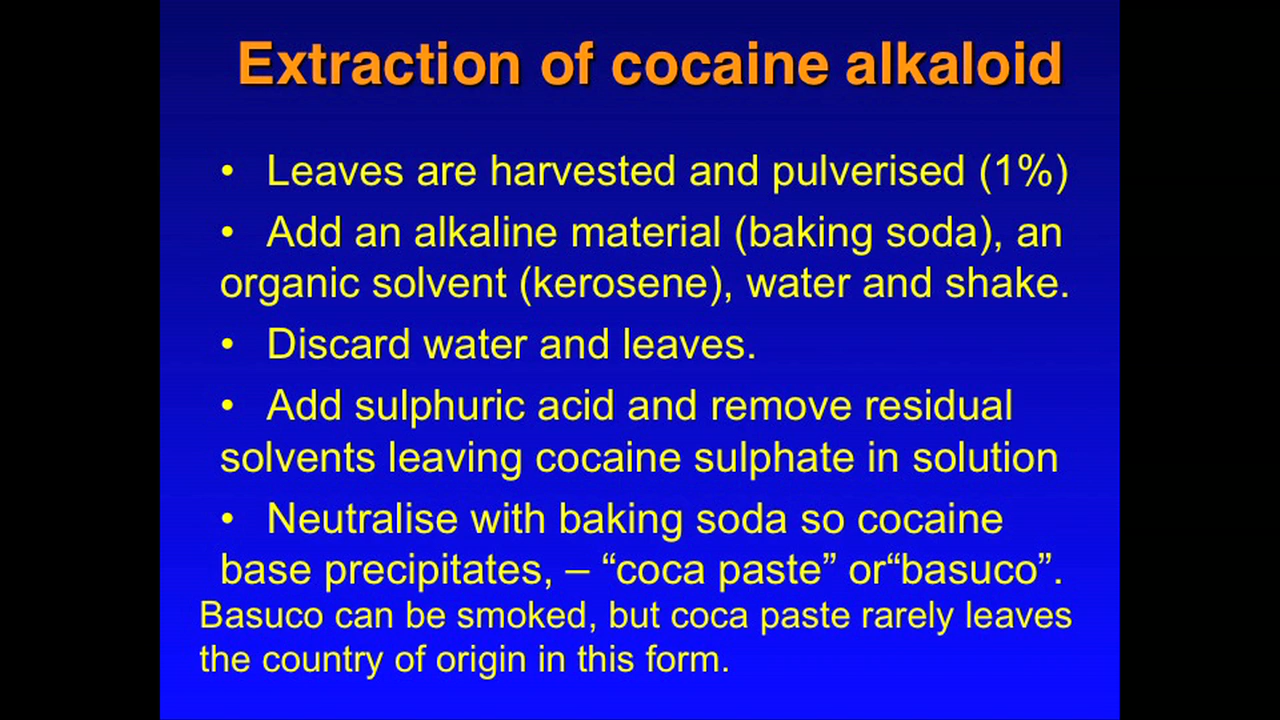 Extraction of cocaine alkaloid
• Leaves are harvested and pulverised (1%)
• Add an alkaline material (baking soda), an
organic solvent (kerosene), water and shake.
• Discard water and leaves.
• Add sulphuric acid and remove residual
solvents leaving cocaine sulphate in solution
• Neutralise with baking soda so cocaine
base precipitates, – “coca paste” or“basuco”.
Basuco can be smoked, but coca paste rarely leaves
the country of origin in this form.